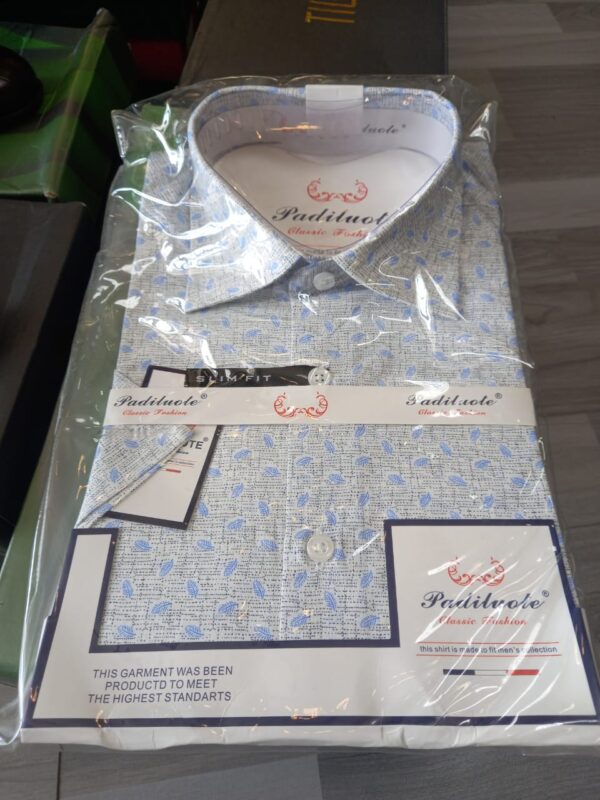 TIL
Padiluote®
Classic Fashion
SLIM FIT
Padiluote®
Classic Fashion
Padiluote®
Classic Fashion
Padiluote®
Classic Fashion
this shirt is made to fit men's collection
THIS GARMENT WAS BEEN
PRODUCTD TO MEET
THE HIGHEST STANDARTS